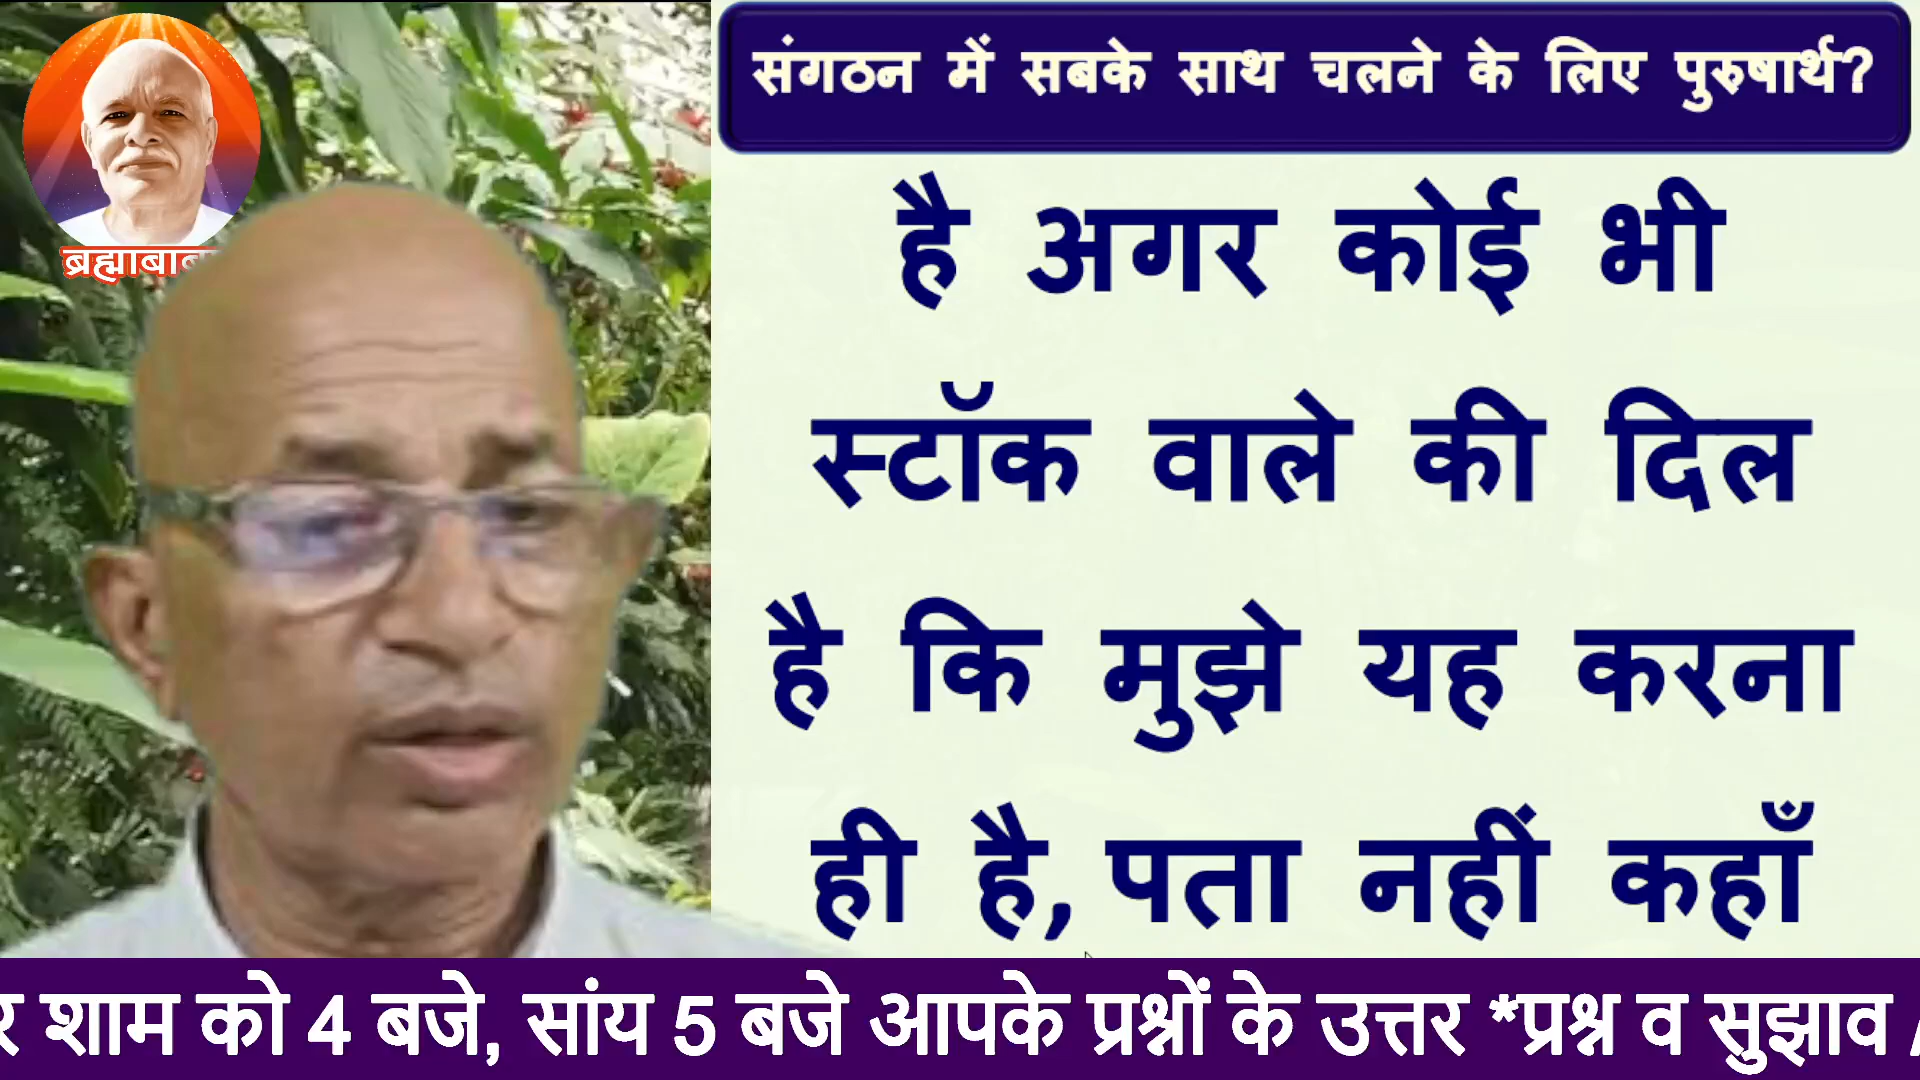 संगठन में सबके साथ चलने के लिए पुरुषार्थ?
है अगर कोई भी
स्टॉक वाले की दिल
है कि मुझे यह करना
ही है, पता नहीं कहाँ
शाम को 4 बजे, सांय 5 बजे आपके प्रश्नों के उत्तर *प्रश्न व सुझाव